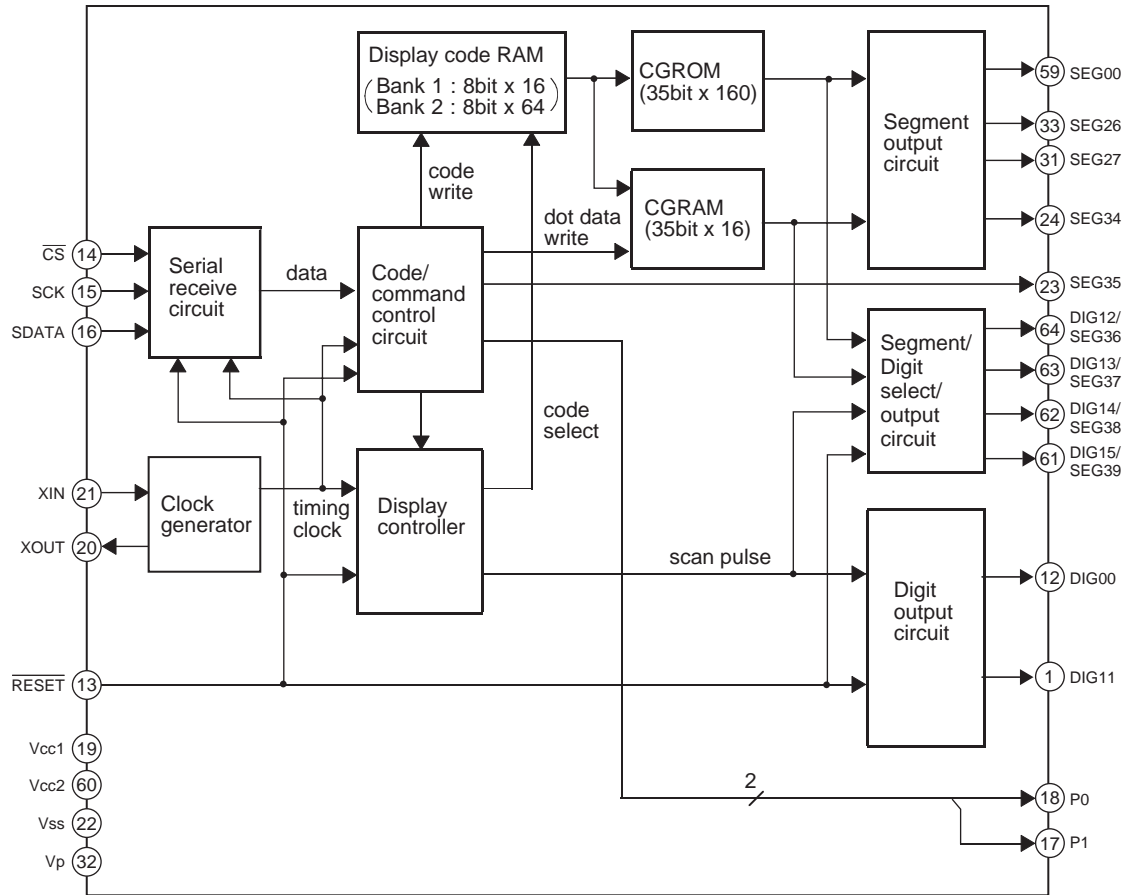 Display code RAM
(Bank 1 : 8bit x 16
Bank 2 : 8bit x 64)
CGROM
(35bit x 160)
Segment
output
circuit
59 SEG00
33 SEG26
31 SEG27
24 SEG34
code
write
dot data
write
CGRAM
(35bit x 16)
CS 14
SCK 15
SDATA 16
Serial
receive
circuit
data
Code/
command
control
circuit
23 SEG35
Segment/
Digit
select/
output
circuit
64 DIG12/
SEG36
63 DIG13/
SEG37
62 DIG14/
SEG38
61 DIG15/
SEG39
code
select
XIN 21
XOUT 20
Clock
generator
timing
clock
Display
controller
scan pulse
Digit
output
circuit
12 DIG00
1 DIG11
RESET 13
Vcc1 19
Vcc2 60
Vss 22
Vp 32
2
18 P0
17 P1